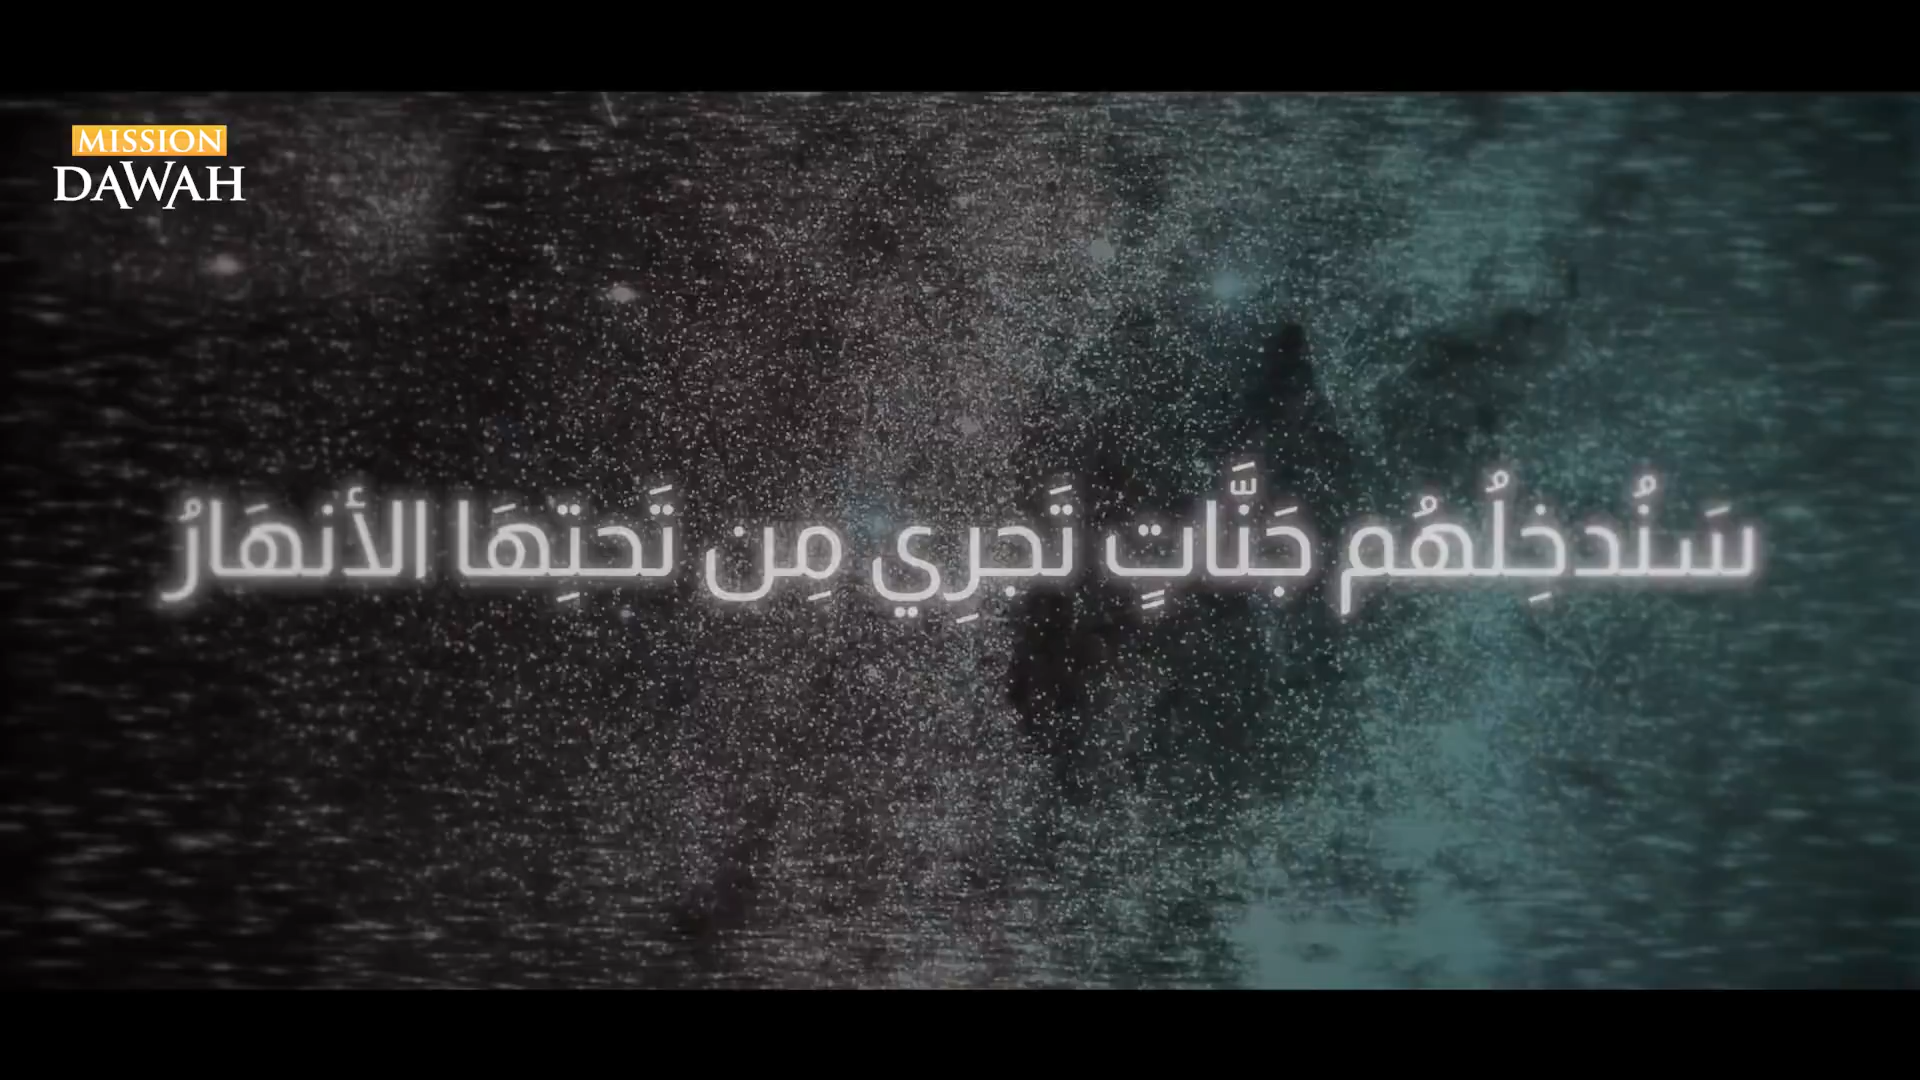 MISSION
DAWAH
سَنُدخِلُهُم جَنَّاتٍ تَجرِي مِن تَحتِهَا الأنهَارُ